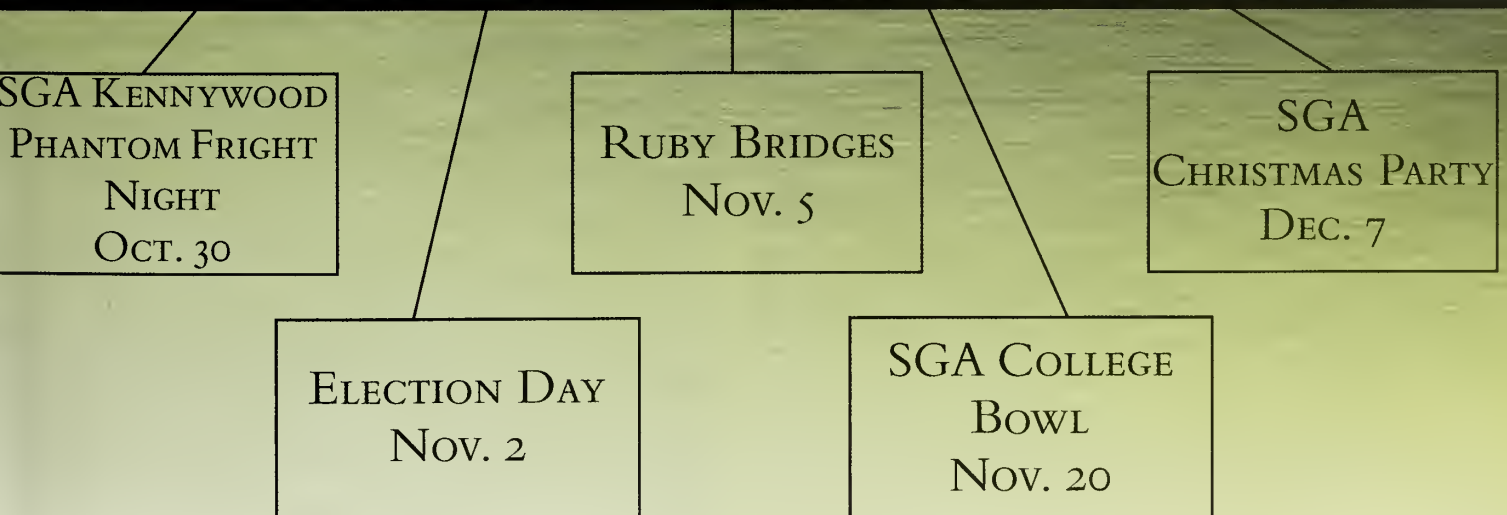 SGA Kennywood
Phantom Fright
Night
Oct. 30
Election Day
Nov. 2
Ruby Bridges
Nov. 5
SGA College
Bowl
Nov. 20
SGA
Christmas Party
Dec. 7